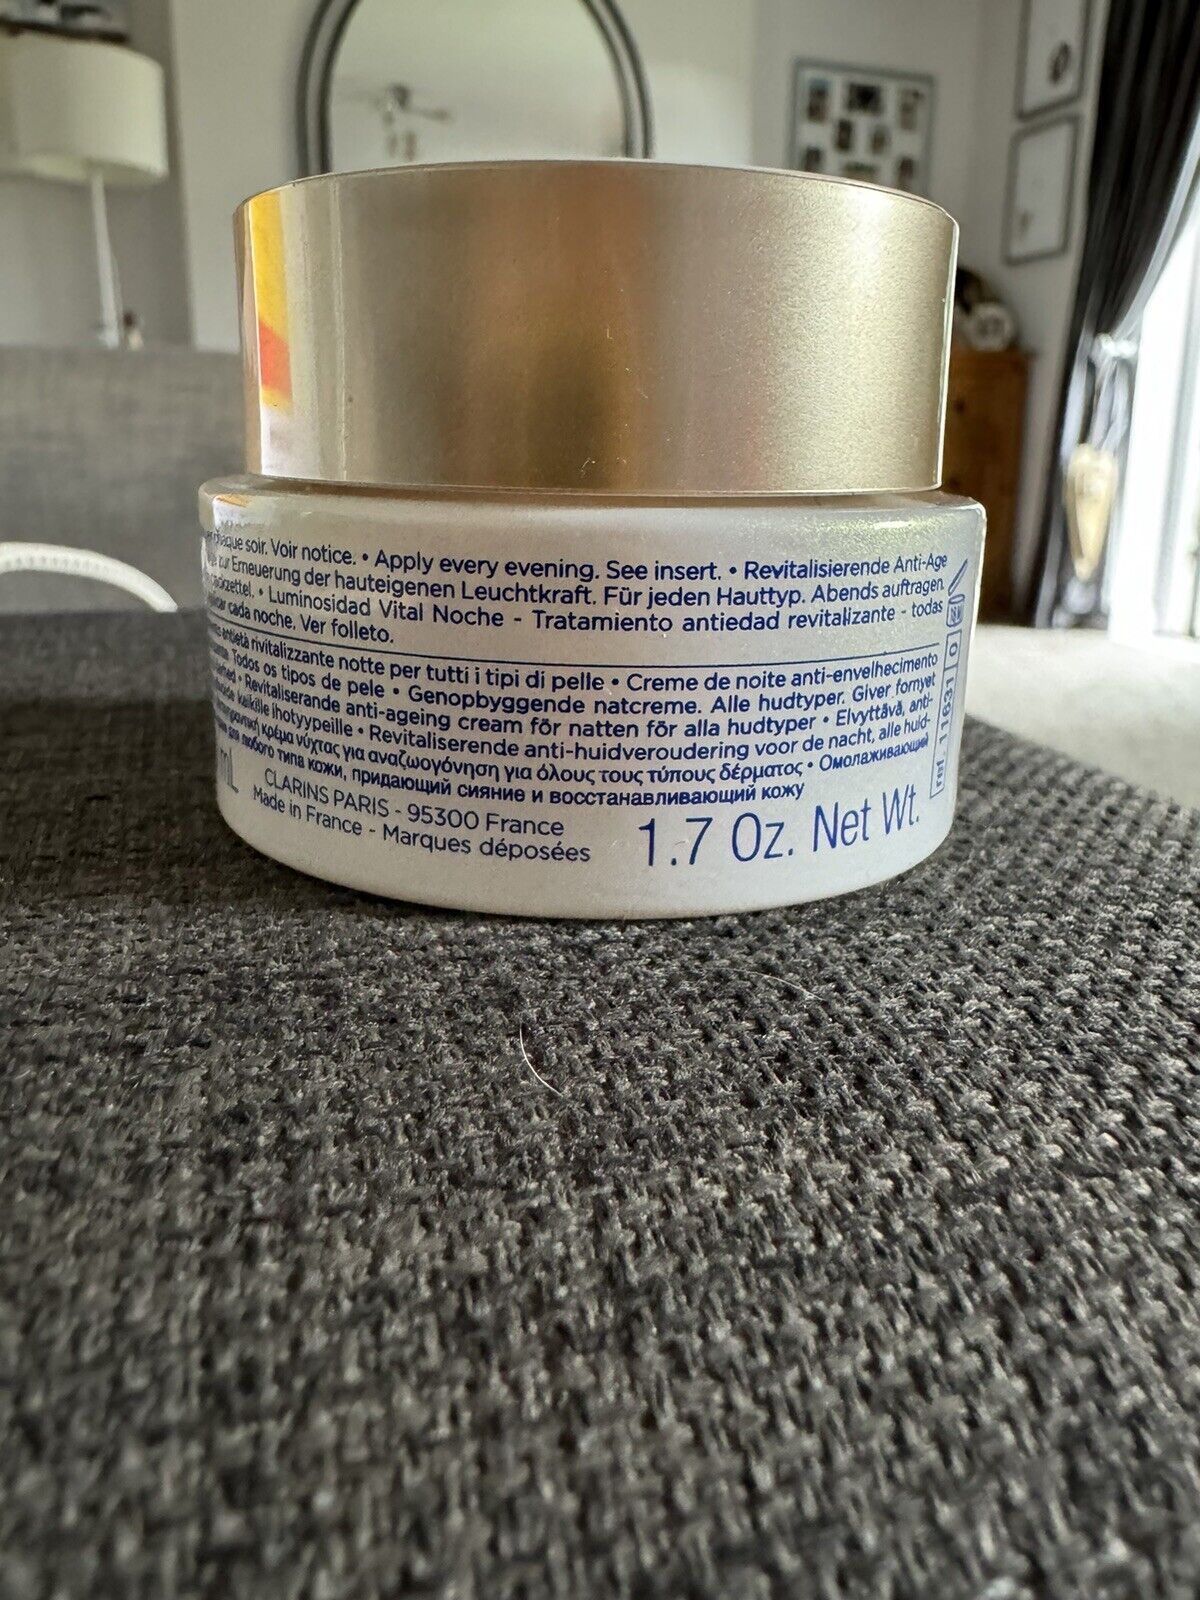 chaque soir. Voir notice. • Apply every evening. See insert. • Revitalisierende Anti-Age
zur Erneuerung der hauteigenen Leuchtkraft. Für jeden Hauttyp. Abends auftragen.
• Luminosidad Vital Noche - Tratamiento antiedad revitalizante - todas
cada noche. Ver folleto.
antietà rivitalizzante notte per tutti i tipi di pelle • Creme de noite anti-envelhecimento
Todos os tipos de pele • Genopbyggende natcreme. Alle hudtyper. Giver fornyet
• Revitaliserande anti-ageing cream för natten för alla hudtyper • Elvyttävä, anti-
kaikille ihotyypeille • Revitaliserende anti-huidveroudering voor de nacht, alle huid-
κρέμα νύχτας για αναζωογόνηση για όλους τους τύπους δέρματος • Омолаживающий
для любого типа кожи, придающий сияние и восстанавливающий кожу
CLARINS PARIS - 95300 France
Made in France - Marques déposées
1.7 Oz. Net Wt.
ref. 11831 0
18M